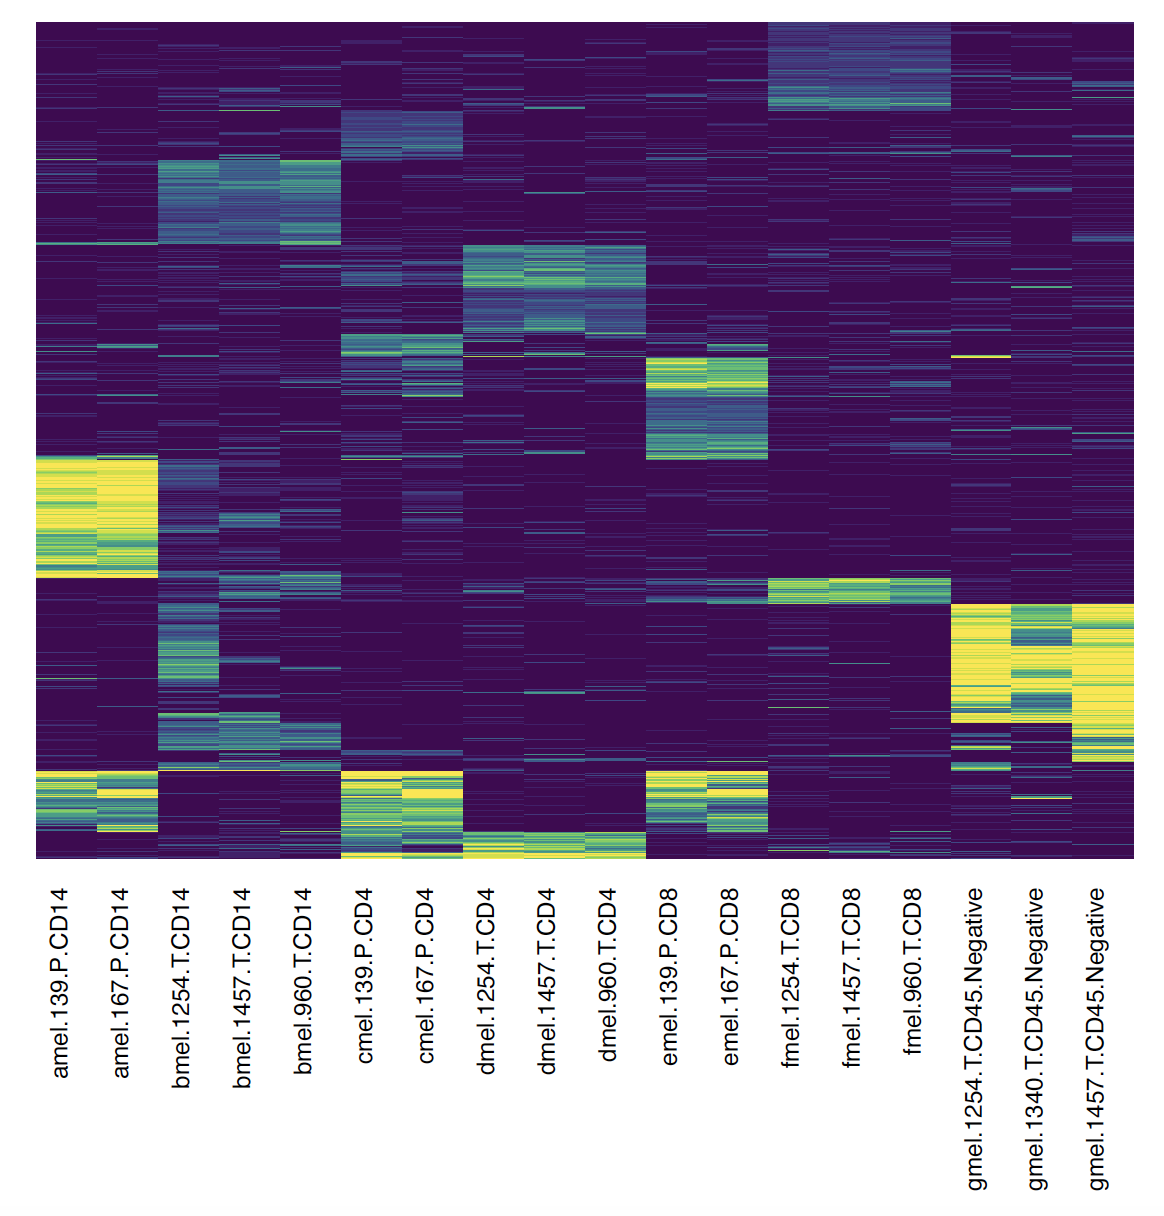 amel.139.P.CD14
amel.167.P.CD14
bmel.1254.T.CD14
bmel.1457.T.CD14
bmel.960.T.CD14
cmel.139.P.CD4
cmel.167.P.CD4
dmel.1254.T.CD4
dmel.1457.T.CD4
dmel.960.T.CD4
emel.139.P.CD8
emel.167.P.CD8
fmel.1254.T.CD8
fmel.1457.T.CD8
fmel.960.T.CD8
gmel.1254.T.CD45.Negative
gmel.1340.T.CD45.Negative
gmel.1457.T.CD45.Negative